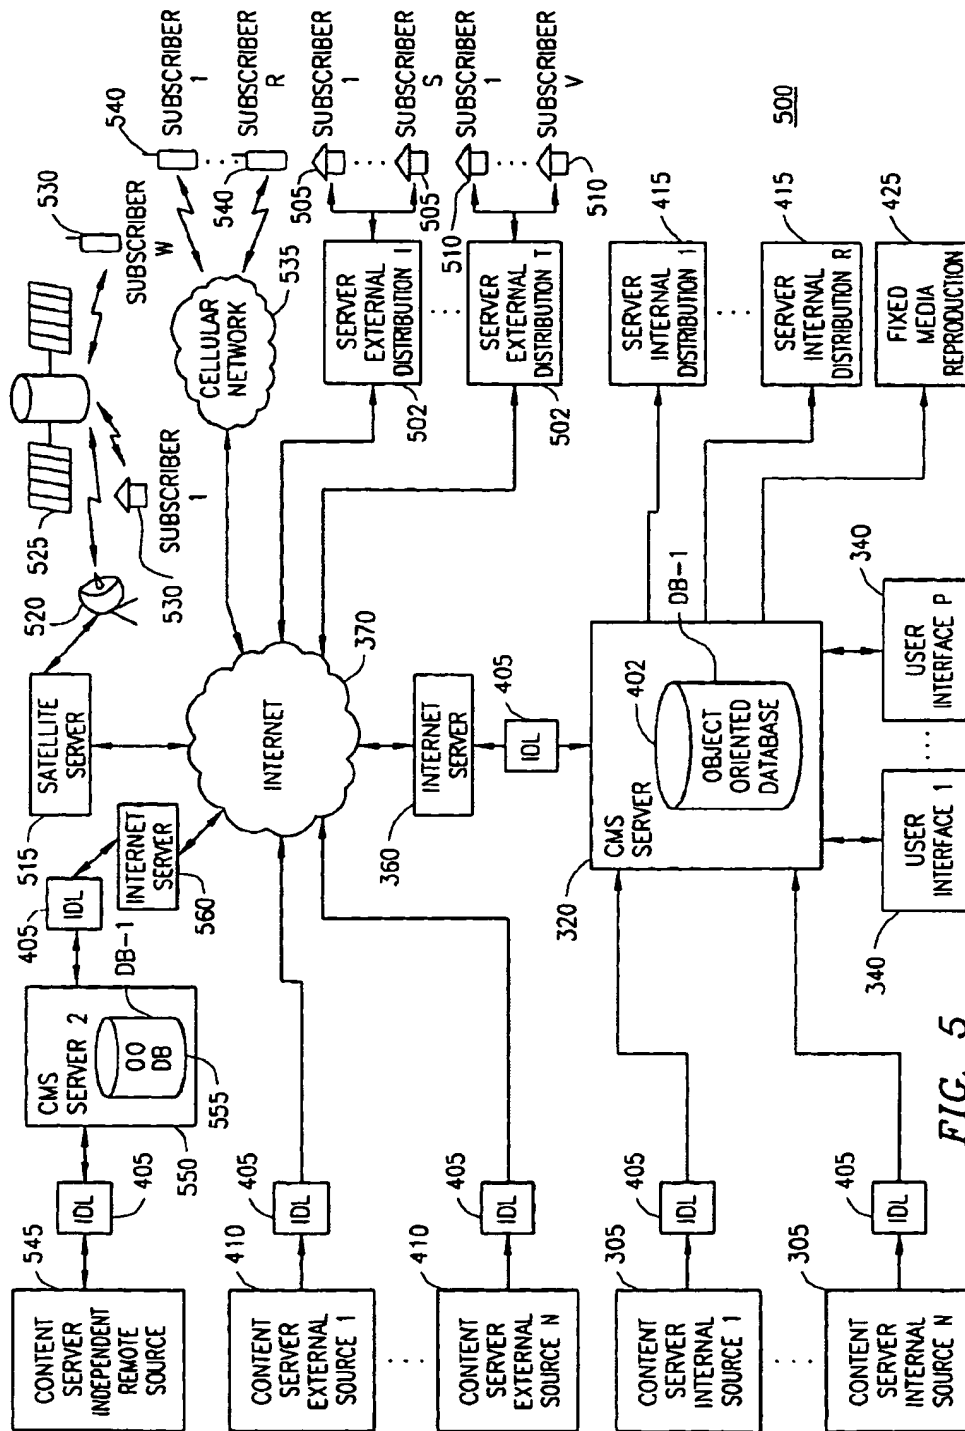 545
CONTENT
SERVER
INDEPENDENT
REMOTE
SOURCE
IDL
405
CMS
SERVER 2
OO
DB
555
550
DB-1
405
IDL
INTERNET
SERVER
560
515
SATELLITE
SERVER
520
525
530
SUBSCRIBER
1
SUBSCRIBER
W
530
540
SUBSCRIBER
1
SUBSCRIBER
R
540
CELLULAR
NETWORK
535
505
SUBSCRIBER
1
SUBSCRIBER
S
505
SERVER
EXTERNAL
DISTRIBUTION 1
502
510
SUBSCRIBER
1
SUBSCRIBER
V
510
SERVER
EXTERNAL
DISTRIBUTION T
502
410
CONTENT
SERVER
EXTERNAL
SOURCE 1
IDL
405
410
CONTENT
SERVER
EXTERNAL
SOURCE N
IDL
405
INTERNET
370
INTERNET
SERVER
360
IDL
405
500
305
CONTENT
SERVER
INTERNAL
SOURCE 1
IDL
405
305
CONTENT
SERVER
INTERNAL
SOURCE N
IDL
405
320
CMS
SERVER
402
OBJECT
ORIENTED
DATABASE
DB-1
SERVER
INTERNAL
DISTRIBUTION 1
415
SERVER
INTERNAL
DISTRIBUTION R
415
FIXED
MEDIA
REPRODUCTION
425
USER
INTERFACE 1
340
USER
INTERFACE P
340
FIG. 5